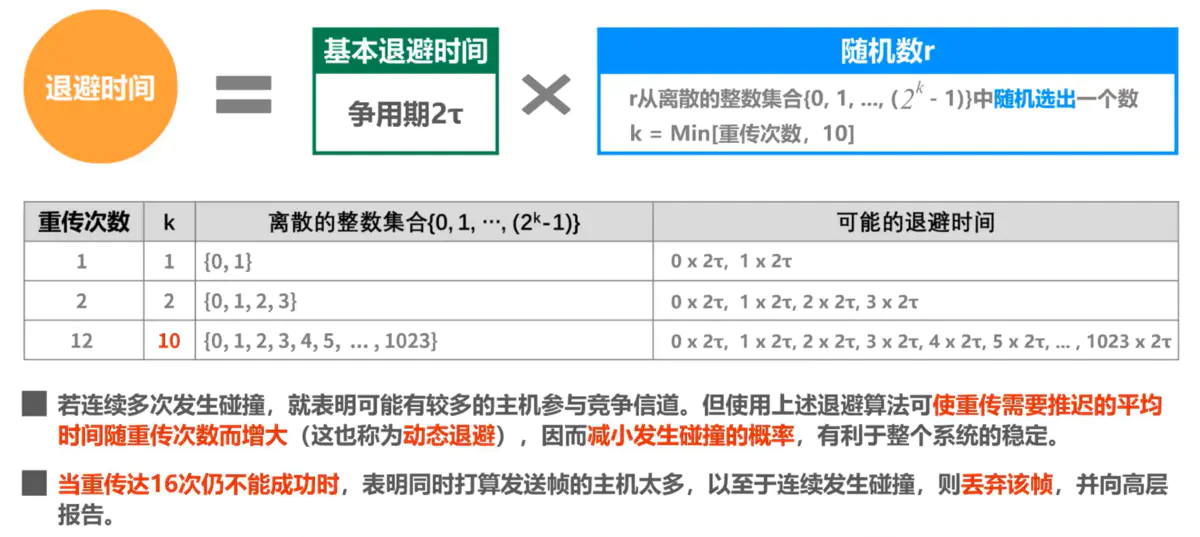 退避时间
=
基本退避时间
争用期2τ
×
随机数r
r从离散的整数集合{0, 1, ..., (2^k - 1)}中随机选出一个数
k = Min[重传次数，10]
重传次数 k 离散的整数集合{0, 1, …, (2^k-1)} 可能的退避时间
1 1 {0, 1} 0 x 2τ, 1 x 2τ
2 2 {0, 1, 2, 3} 0 x 2τ, 1 x 2τ, 2 x 2τ, 3 x 2τ
12 10 {0, 1, 2, 3, 4, 5, ... , 1023} 0 x 2τ, 1 x 2τ, 2 x 2τ, 3 x 2τ, 4 x 2τ, 5 x 2τ, ... , 1023 x 2τ
若连续多次发生碰撞，就表明可能有较多的主机参与竞争信道。但使用上述退避算法可使重传需要推迟的平均
时间随重传次数而增大（这也称为动态退避），因而减小发生碰撞的概率，有利于整个系统的稳定。
当重传达16次仍不能成功时，表明同时打算发送帧的主机太多，以至于连续发生碰撞，则丢弃该帧，并向高层
报告。